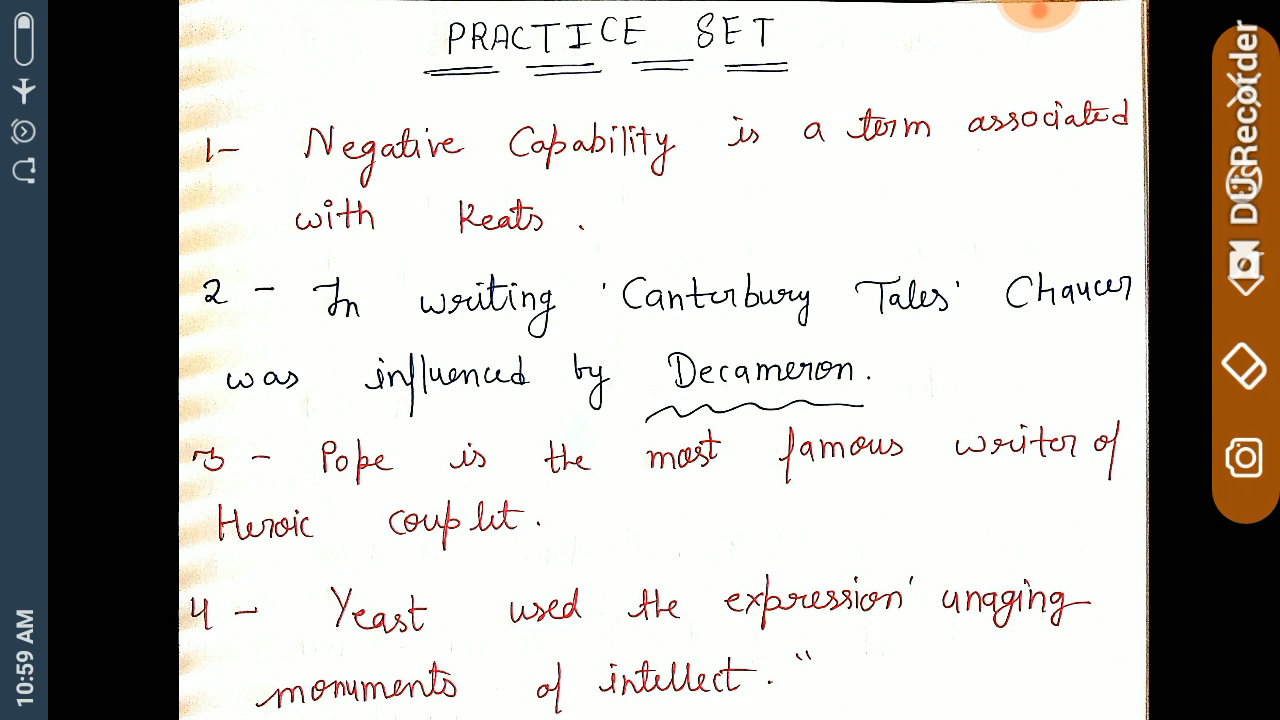 PRACTICE SET
1- Negative Capability is a term associated
with Keats.
2 - In writing 'Canterbury Tales' Chaucer
was influenced by Decameron.
3 - Pope is the most famous writer of
Heroic couplet.
4 - Yeast used the expression' unaging
monuments of intellect."
10:59 AM
DU Recorder